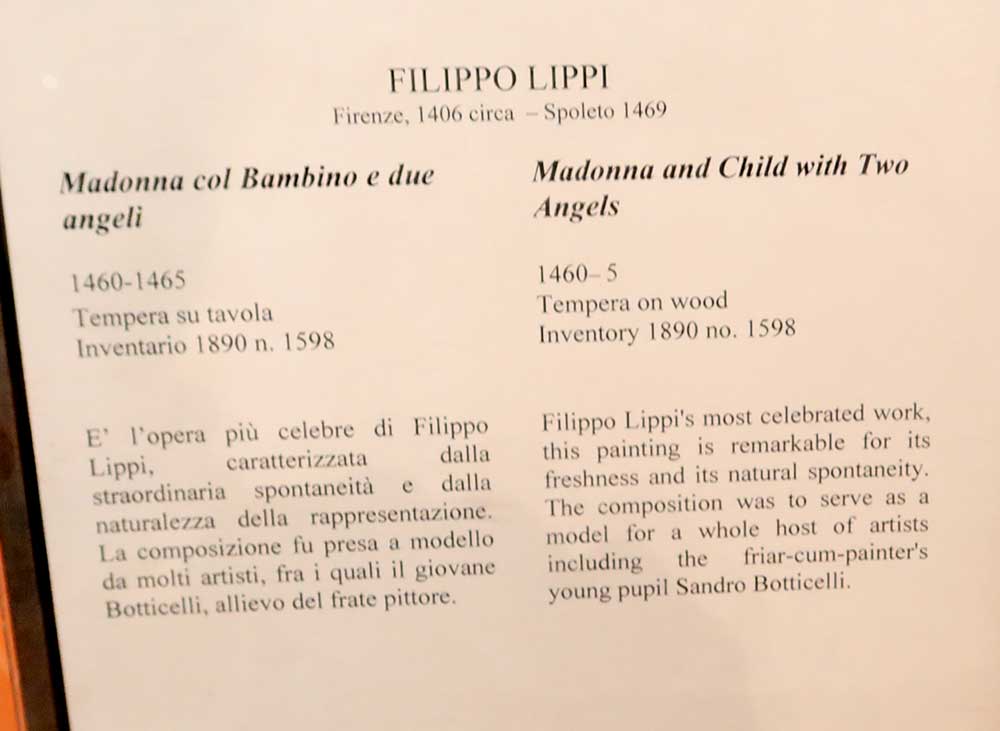 FILIPPO LIPPI
Firenze, 1406 circa – Spoleto 1469
Madonna col Bambino e due
angeli
1460-1465
Tempera su tavola
Inventario 1890 n. 1598
E' l'opera più celebre di Filippo
Lippi, caratterizzata dalla
straordinaria spontaneità e dalla
naturalezza della rappresentazione.
La composizione fu presa a modello
da molti artisti, fra i quali il giovane
Botticelli, allievo del frate pittore.
Madonna and Child with Two
Angels
1460– 5
Tempera on wood
Inventory 1890 no. 1598
Filippo Lippi's most celebrated work,
this painting is remarkable for its
freshness and its natural spontaneity.
The composition was to serve as a
model for a whole host of artists
including the friar-cum-painter's
young pupil Sandro Botticelli.